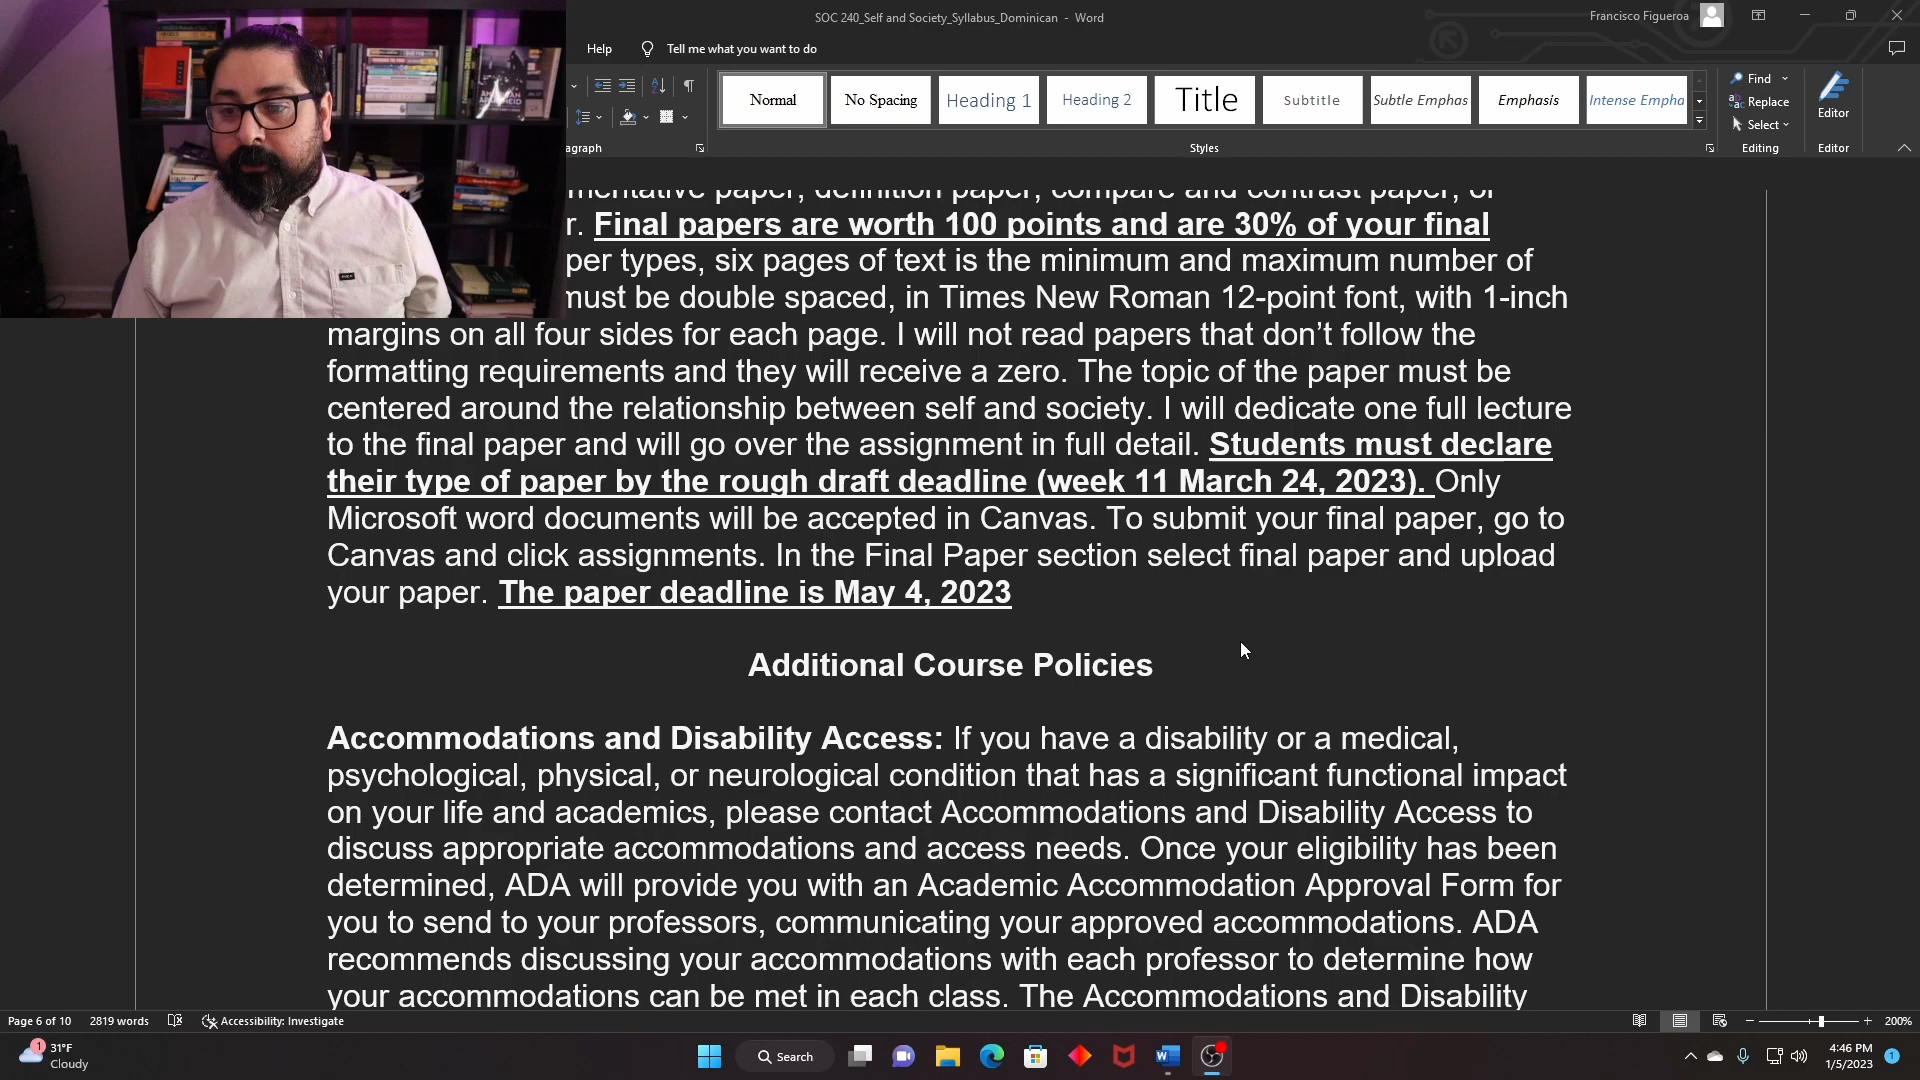 SOC 240_Self and Society_Syllabus_Dominican - Word
Francisco Figueroa
Help
Tell me what you want to do
Normal
No Spacing
Heading 1
Heading 2
Title
Subtitle
Subtle Emphas
Emphasis
Intense Empha
Find
Replace
Select
Editor
agraph
Styles
Editing
Editor
mentative paper, definition paper, compare and contrast paper, or
r. Final papers are worth 100 points and are 30% of your final
per types, six pages of text is the minimum and maximum number of
must be double spaced, in Times New Roman 12-point font, with 1-inch
margins on all four sides for each page. I will not read papers that don’t follow the
formatting requirements and they will receive a zero. The topic of the paper must be
centered around the relationship between self and society. I will dedicate one full lecture
to the final paper and will go over the assignment in full detail. Students must declare
their type of paper by the rough draft deadline (week 11 March 24, 2023). Only
Microsoft word documents will be accepted in Canvas. To submit your final paper, go to
Canvas and click assignments. In the Final Paper section select final paper and upload
your paper. The paper deadline is May 4, 2023
Additional Course Policies
Accommodations and Disability Access: If you have a disability or a medical,
psychological, physical, or neurological condition that has a significant functional impact
on your life and academics, please contact Accommodations and Disability Access to
discuss appropriate accommodations and access needs. Once your eligibility has been
determined, ADA will provide you with an Academic Accommodation Approval Form for
you to send to your professors, communicating your approved accommodations. ADA
recommends discussing your accommodations with each professor to determine how
your accommodations can be met in each class. The Accommodations and Disability
Page 6 of 10
2819 words
Accessibility: Investigate
200%
1
31°F
Cloudy
Search
4:46 PM
1/5/2023
1